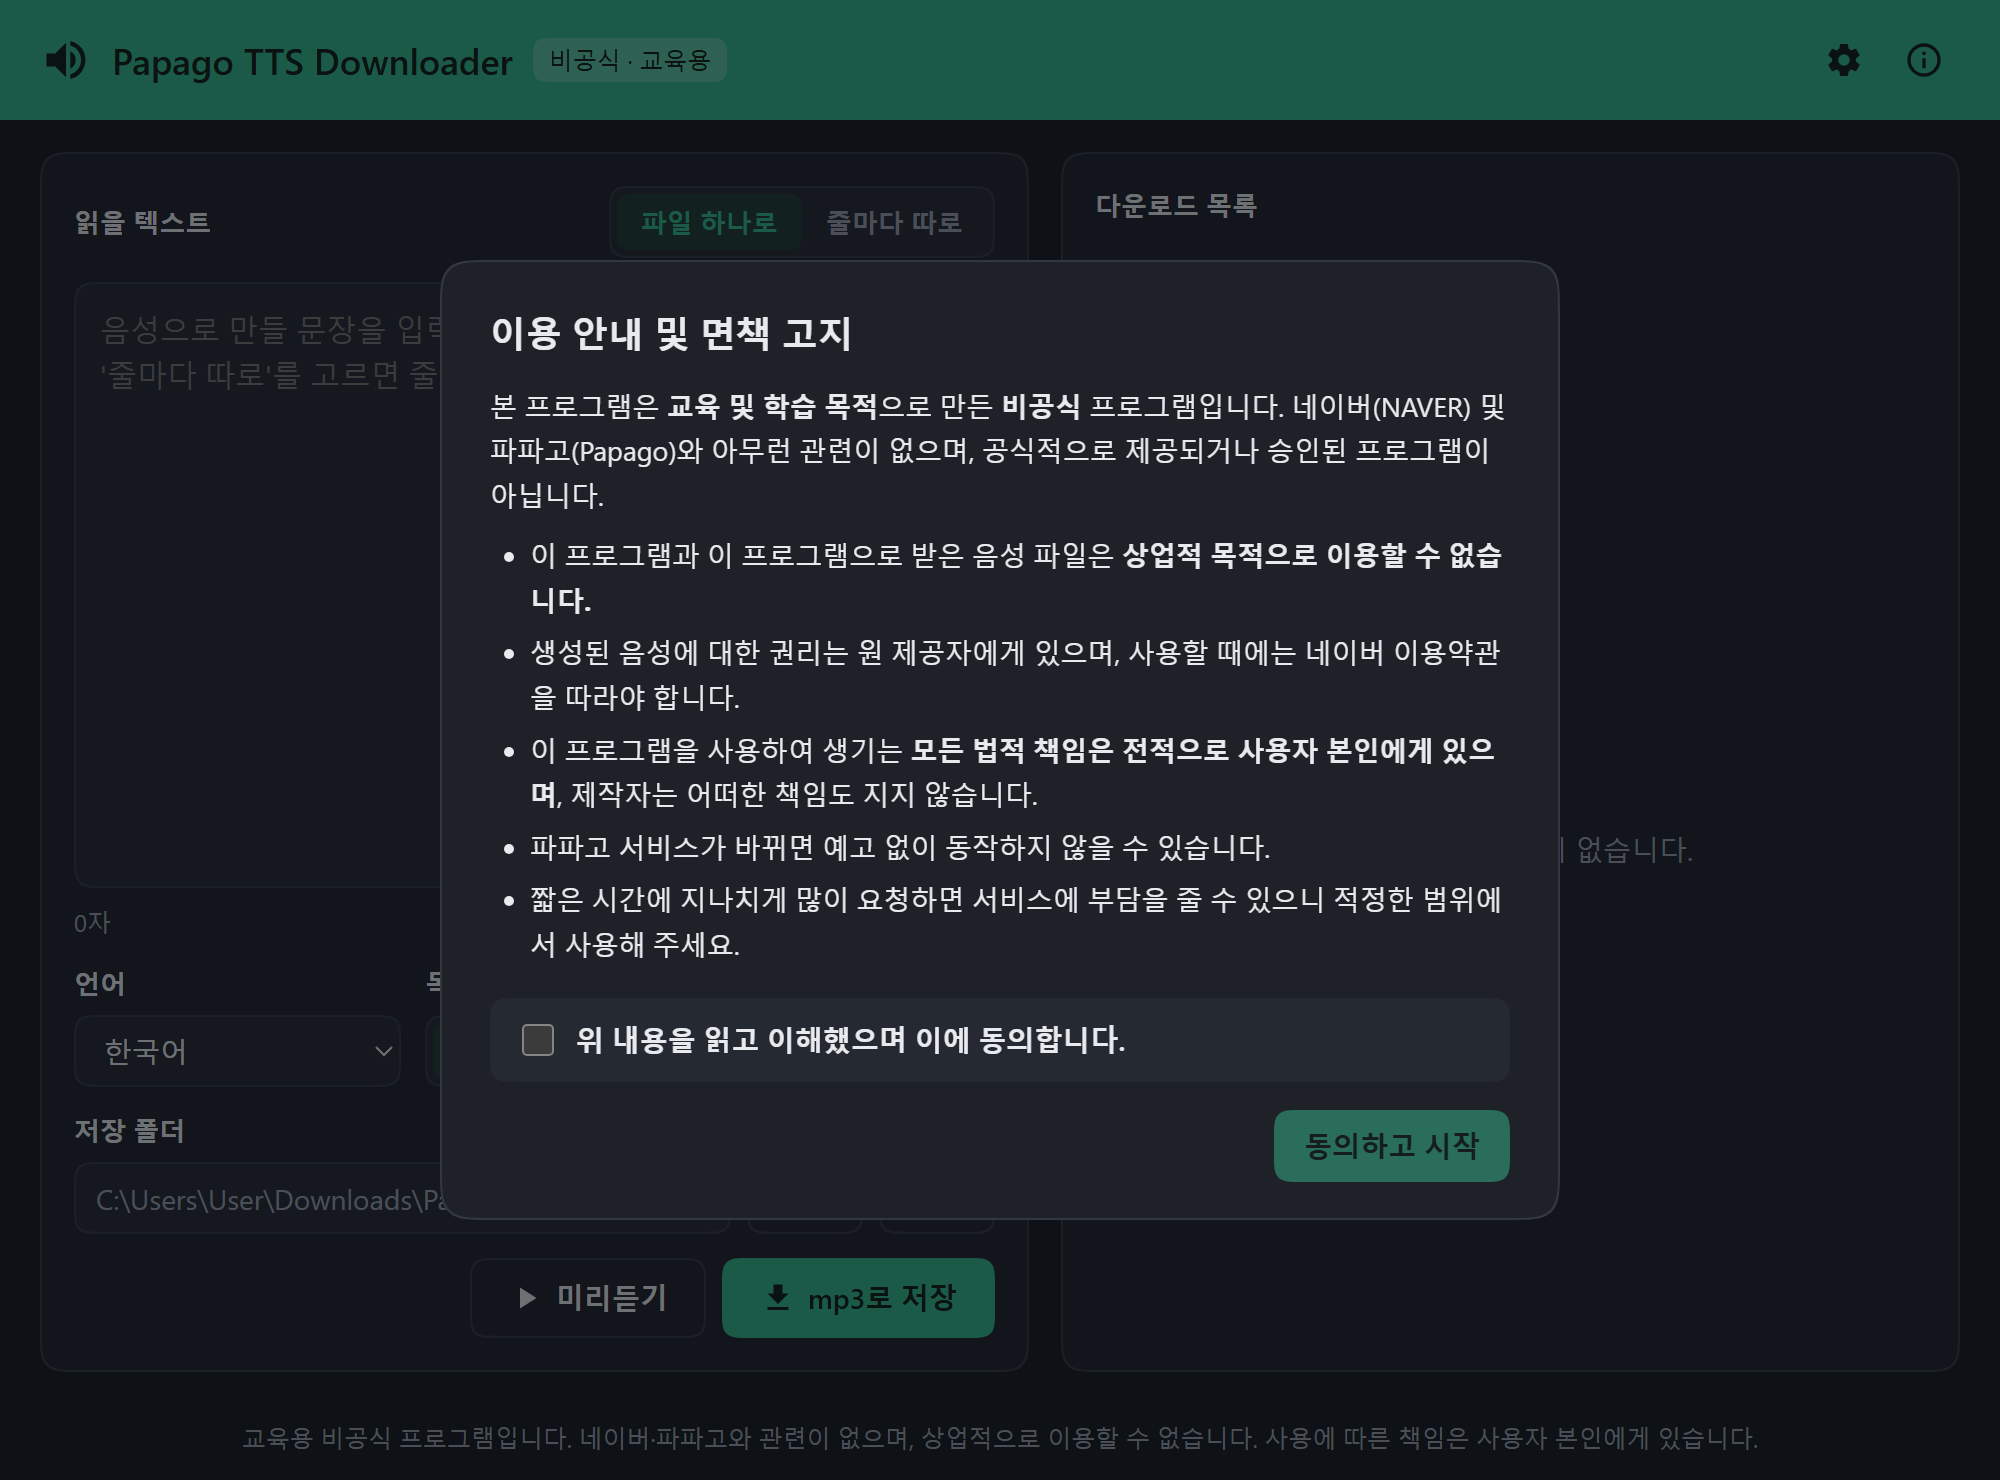 Papago TTS Downloader
비공식 · 교육용
읽을 텍스트
파일 하나로
줄마다 따로
다운로드 목록
음성으로 만들 문장을
'줄마다 따로'를 고르면 줄
이용 안내 및 면책 고지
본 프로그램은 교육 및 학습 목적으로 만든 비공식 프로그램입니다. 네이버(NAVER) 및
파파고(Papago)와 아무런 관련이 없으며, 공식적으로 제공되거나 승인된 프로그램이
아닙니다.
• 이 프로그램과 이 프로그램으로 받은 음성 파일은 상업적 목적으로 이용할 수 없습
니다.
• 생성된 음성에 대한 권리는 원 제공자에게 있으며, 사용할 때에는 네이버 이용약관
을 따라야 합니다.
• 이 프로그램을 사용하여 생기는 모든 법적 책임은 전적으로 사용자 본인에게 있으
며, 제작자는 어떠한 책임도 지지 않습니다.
• 파파고 서비스가 바뀌면 예고 없이 동작하지 않을 수 있습니다.
• 짧은 시간에 지나치게 많이 요청하면 서비스에 부담을 줄 수 있으니 적정한 범위에
서 사용해 주세요.
위 내용을 읽고 이해했으며 이에 동의합니다.
동의하고 시작
없습니다.
0자
언어
한국어
저장 폴더
C:\Users\User\Downloads\Pa
미리듣기
mp3로 저장
교육용 비공식 프로그램입니다. 네이버·파파고와 관련이 없으며, 상업적으로 이용할 수 없습니다. 사용에 따른 책임은 사용자 본인에게 있습니다.